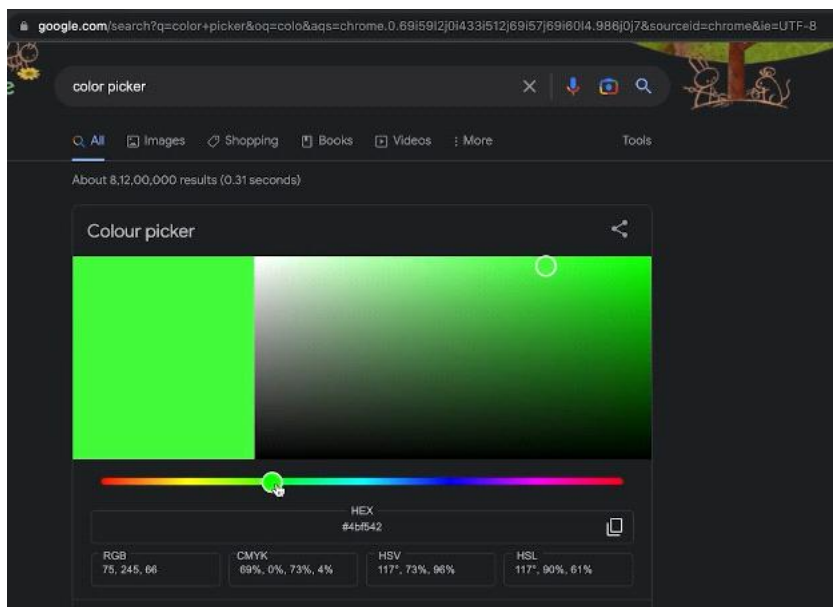 google.com/search?q=color+picker&oq=colo&aqs=chrome.0.69i59l2j0i433i512j69i57j69i60l4.986j0j7&sourceid=chrome&ie=UTF-8
color picker
All Images Shopping Books Videos More Tools
About 8,12,00,000 results (0.31 seconds)
Colour picker
HEX
#4bf542
RGB CMYK HSV HSL
75, 245, 66 69%, 0%, 73%, 4% 117°, 73%, 96% 117°, 90%, 61%